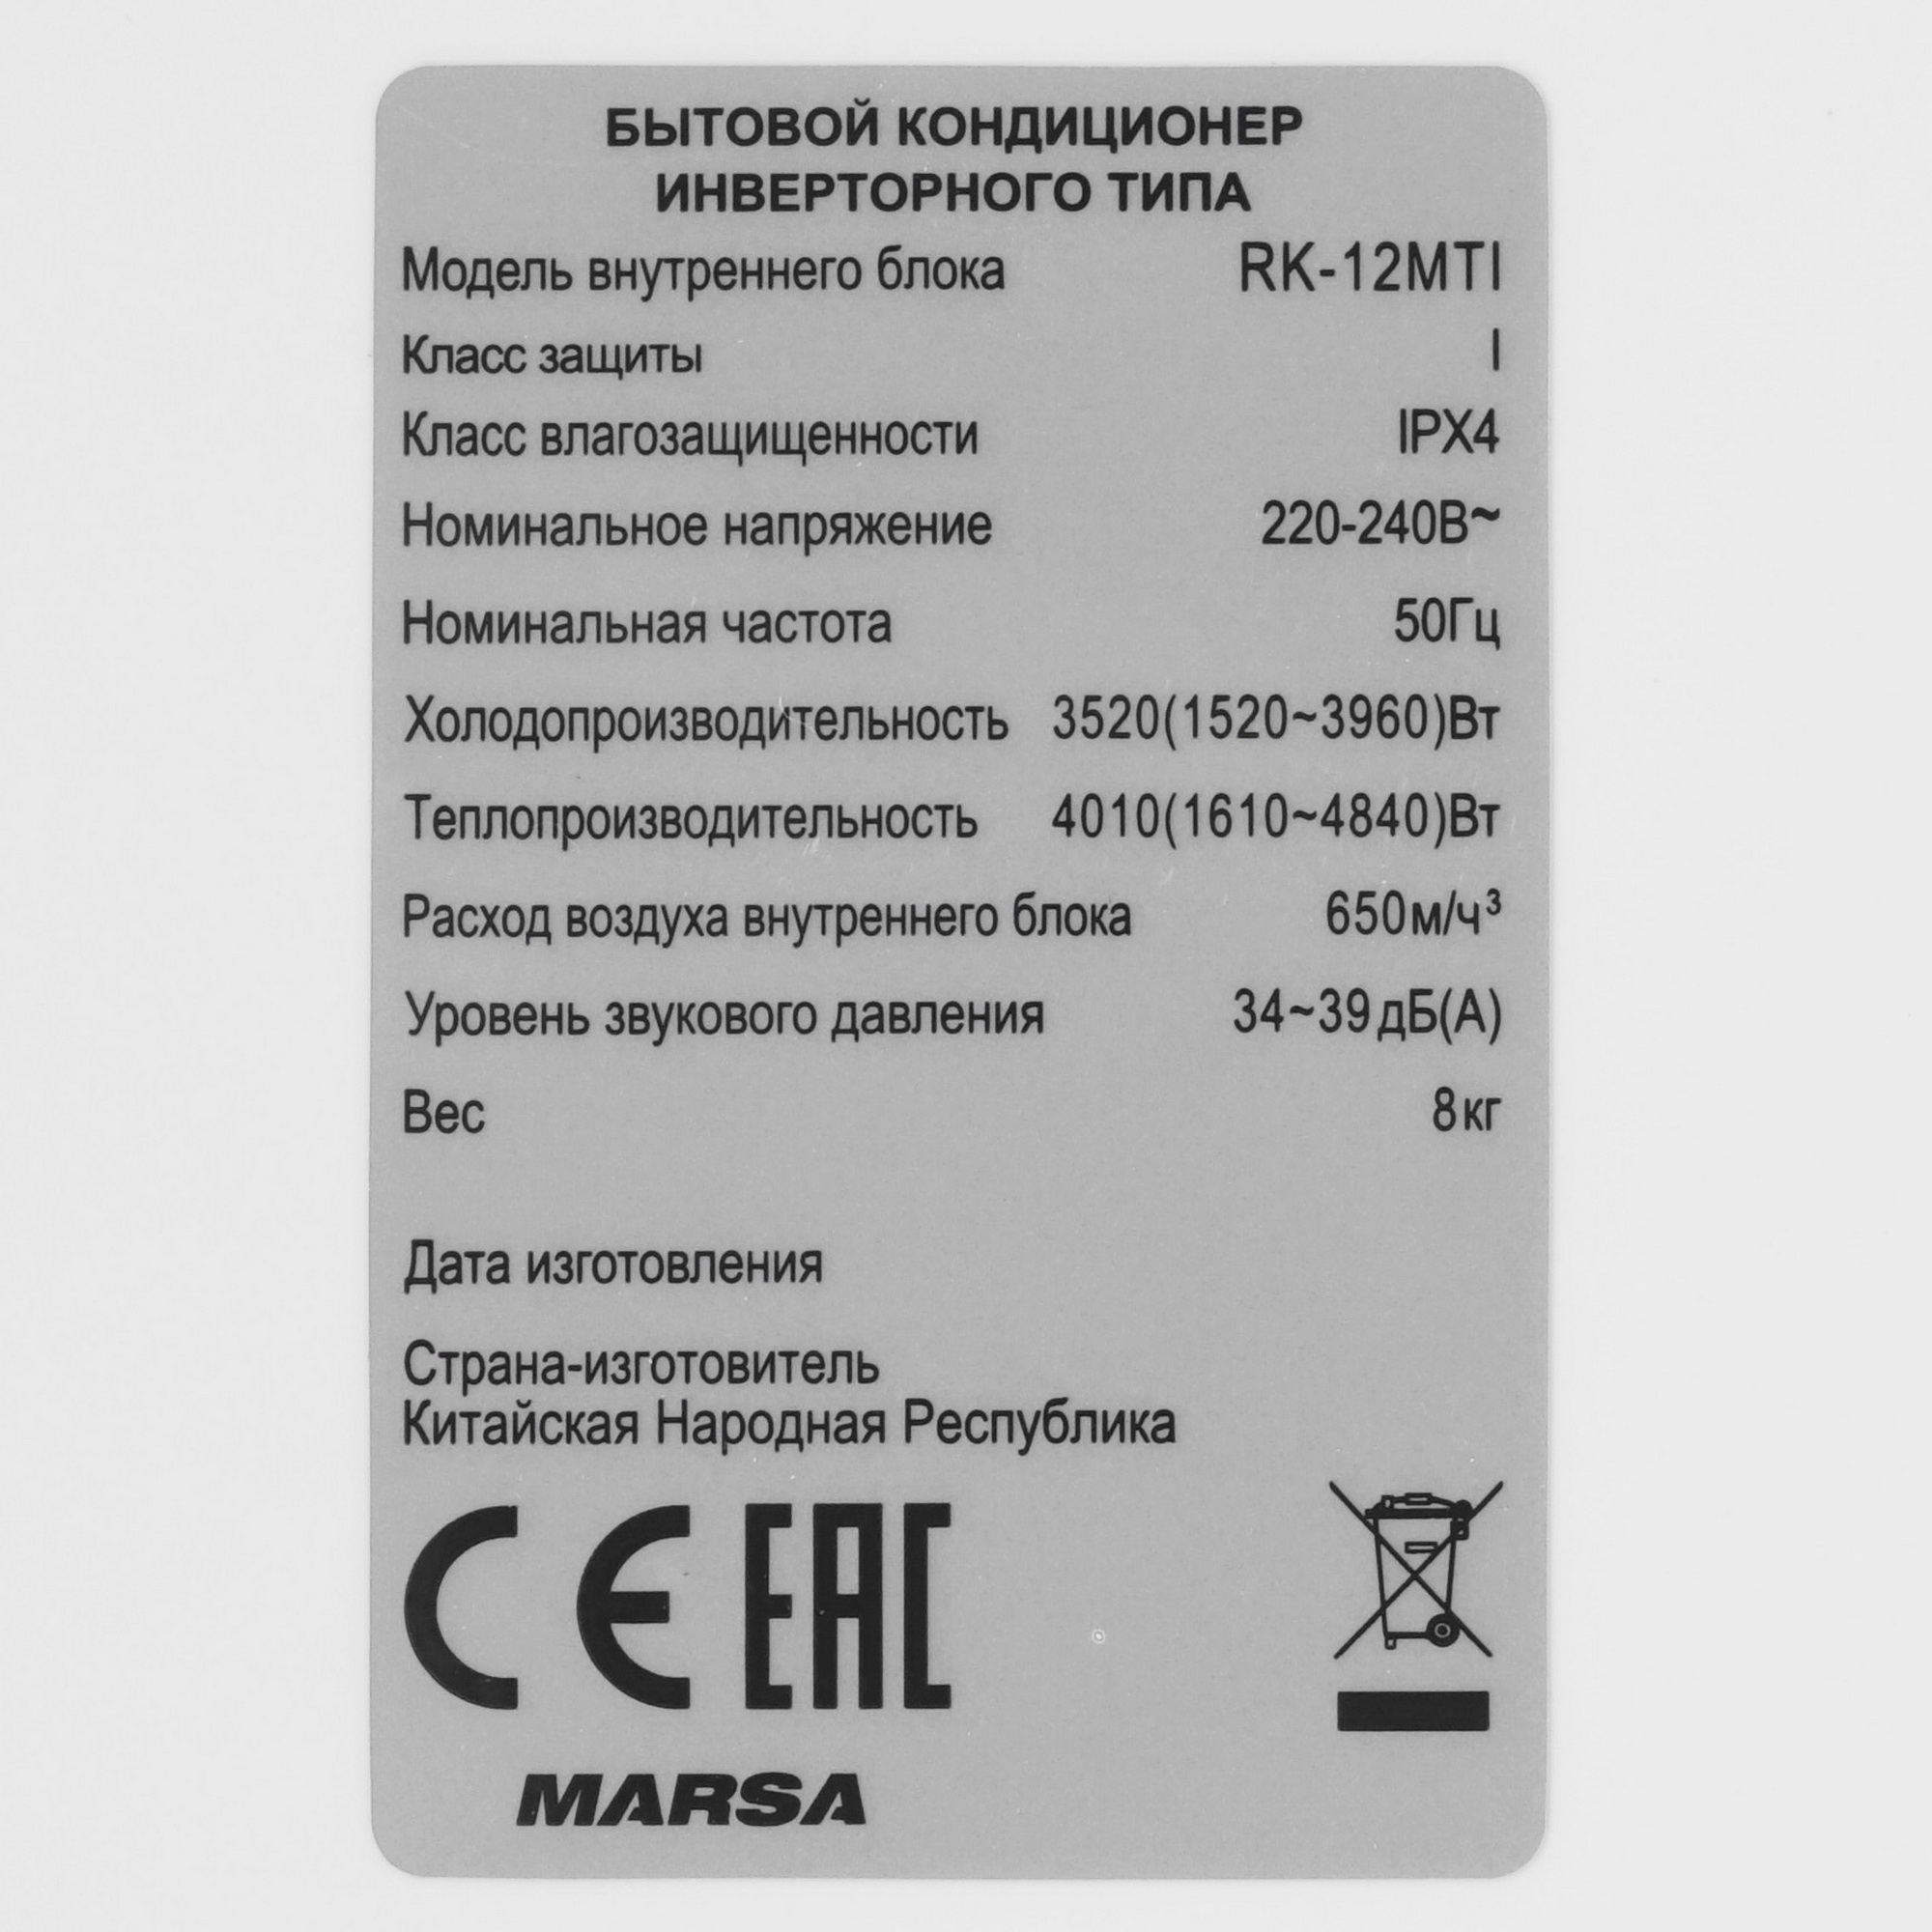 БЫТОВОЙ КОНДИЦИОНЕР
ИНВЕРТОРНОГО ТИПА
Модель внутреннего блока RK-12MTI
Класс защиты I
Класс влагозащищенности IPX4
Номинальное напряжение 220-240В~
Номинальная частота 50Гц
Холодопроизводительность 3520(1520~3960)Вт
Теплопроизводительность 4010(1610~4840)Вт
Расход воздуха внутреннего блока 650м/ч³
Уровень звукового давления 34~39дБ(А)
Вес 8кг
Дата изготовления
Страна-изготовитель
Китайская Народная Республика
CE EAC
MARSA